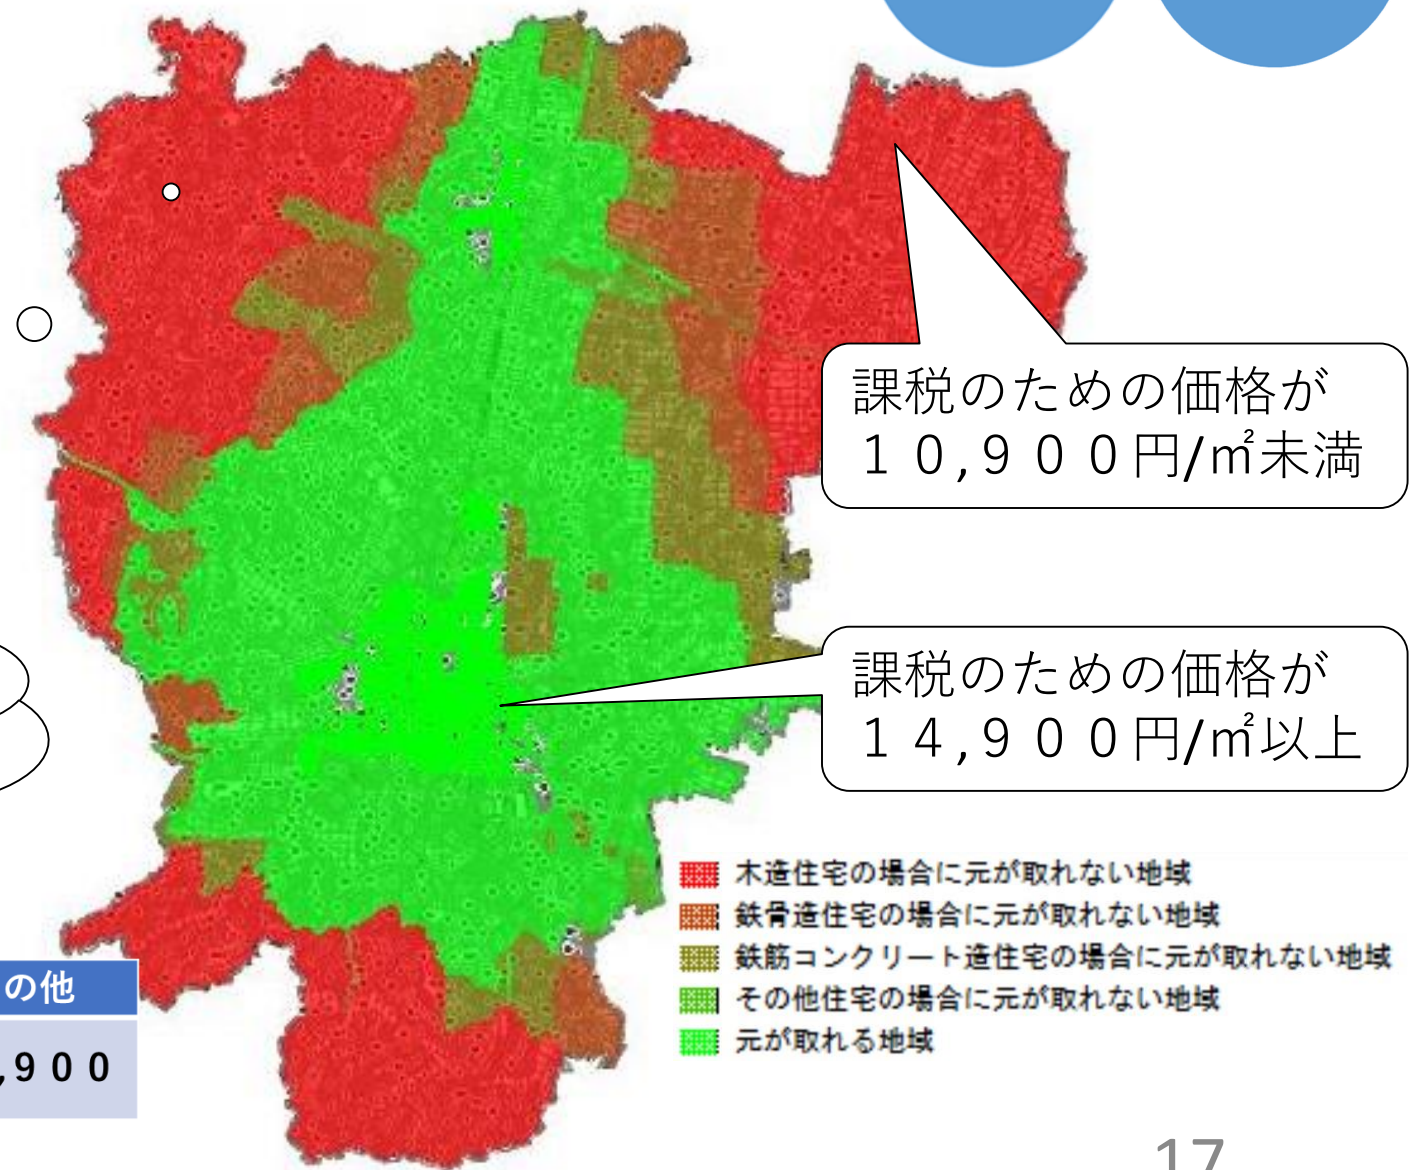 課税のための価格が
１０,９００円/㎡未満
課税のための価格が
１４,９００円/㎡以上
木造住宅の場合に元が取れない地域
鉄骨造住宅の場合に元が取れない地域
鉄筋コンクリート造住宅の場合に元が取れない地域
その他住宅の場合に元が取れない地域
元が取れる地域
の他
,９００
17